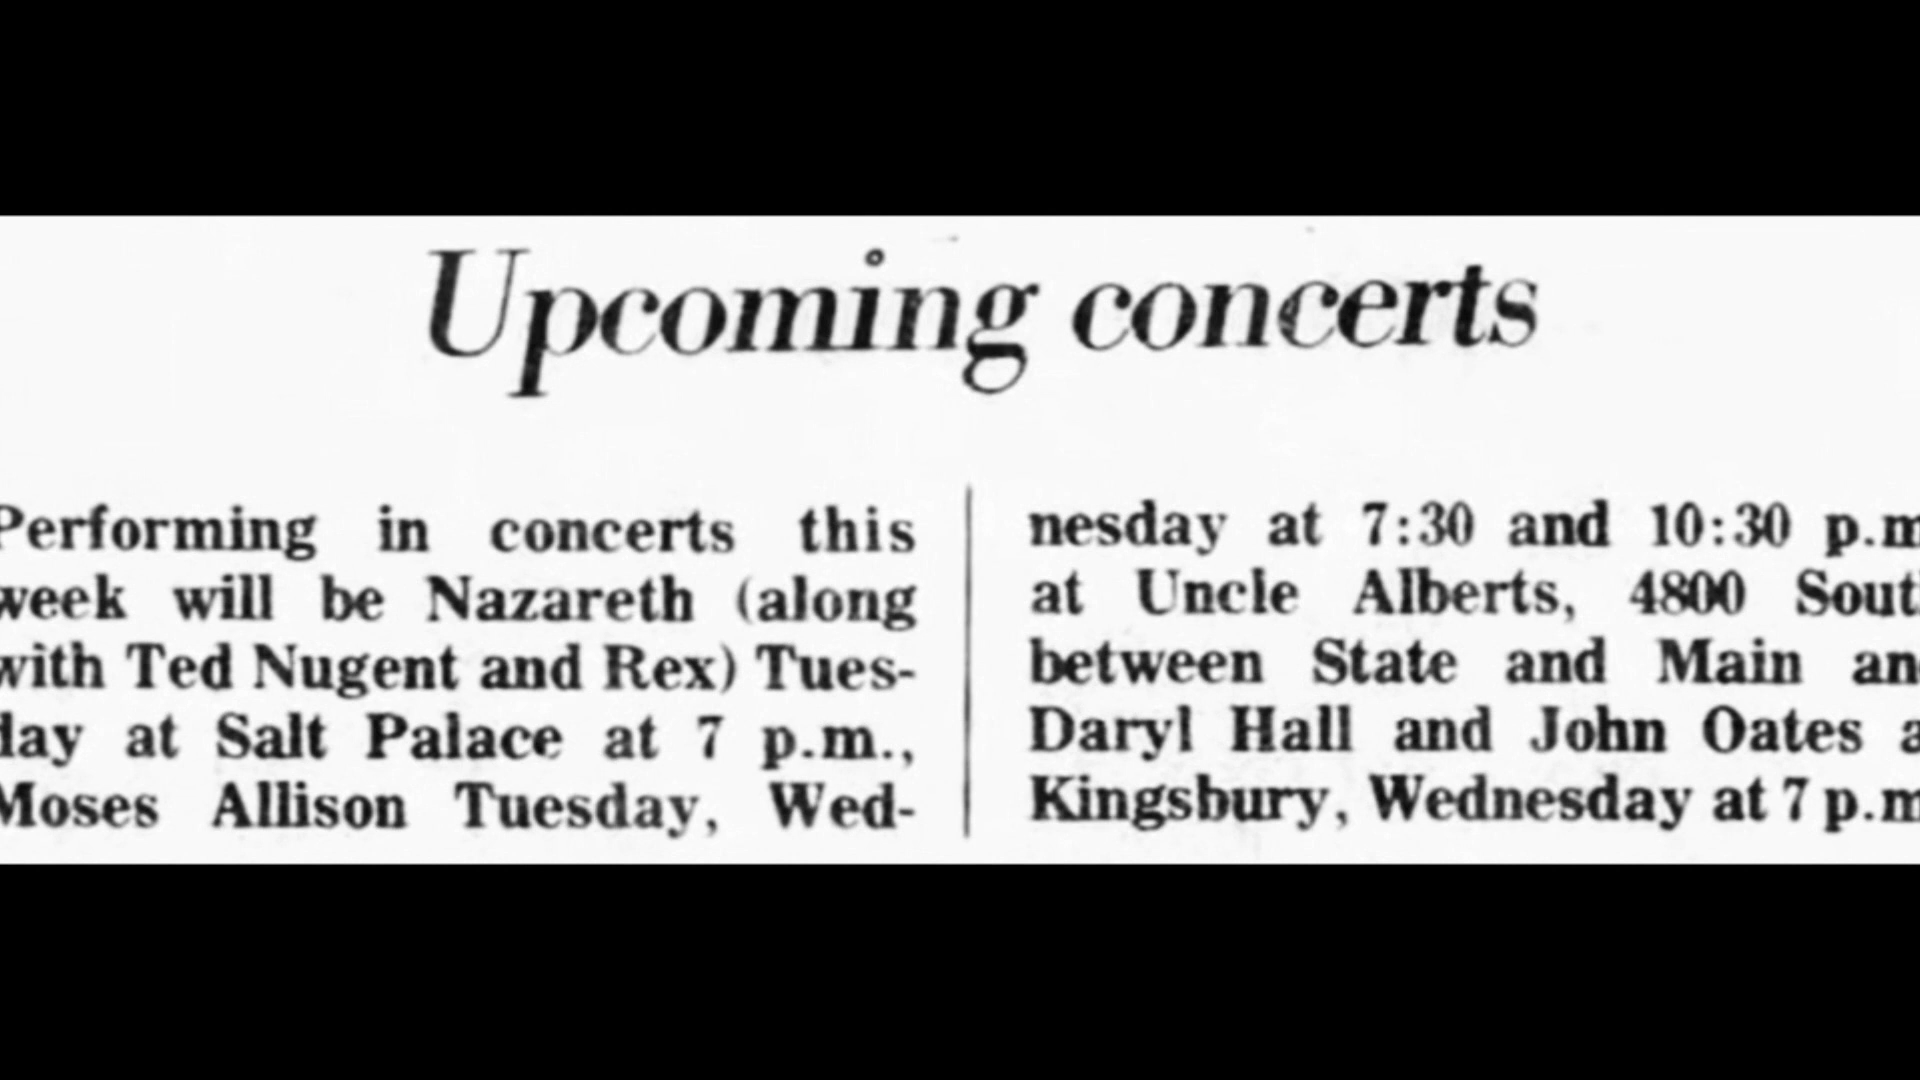 Upcoming concerts
Performing in concerts this
week will be Nazareth (along
with Ted Nugent and Rex) Tues-
day at Salt Palace at 7 p.m.,
Moses Allison Tuesday, Wed-
nesday at 7:30 and 10:30 p.m
at Uncle Alberts, 4800 South
between State and Main an
Daryl Hall and John Oates a
Kingsbury, Wednesday at 7 p.m